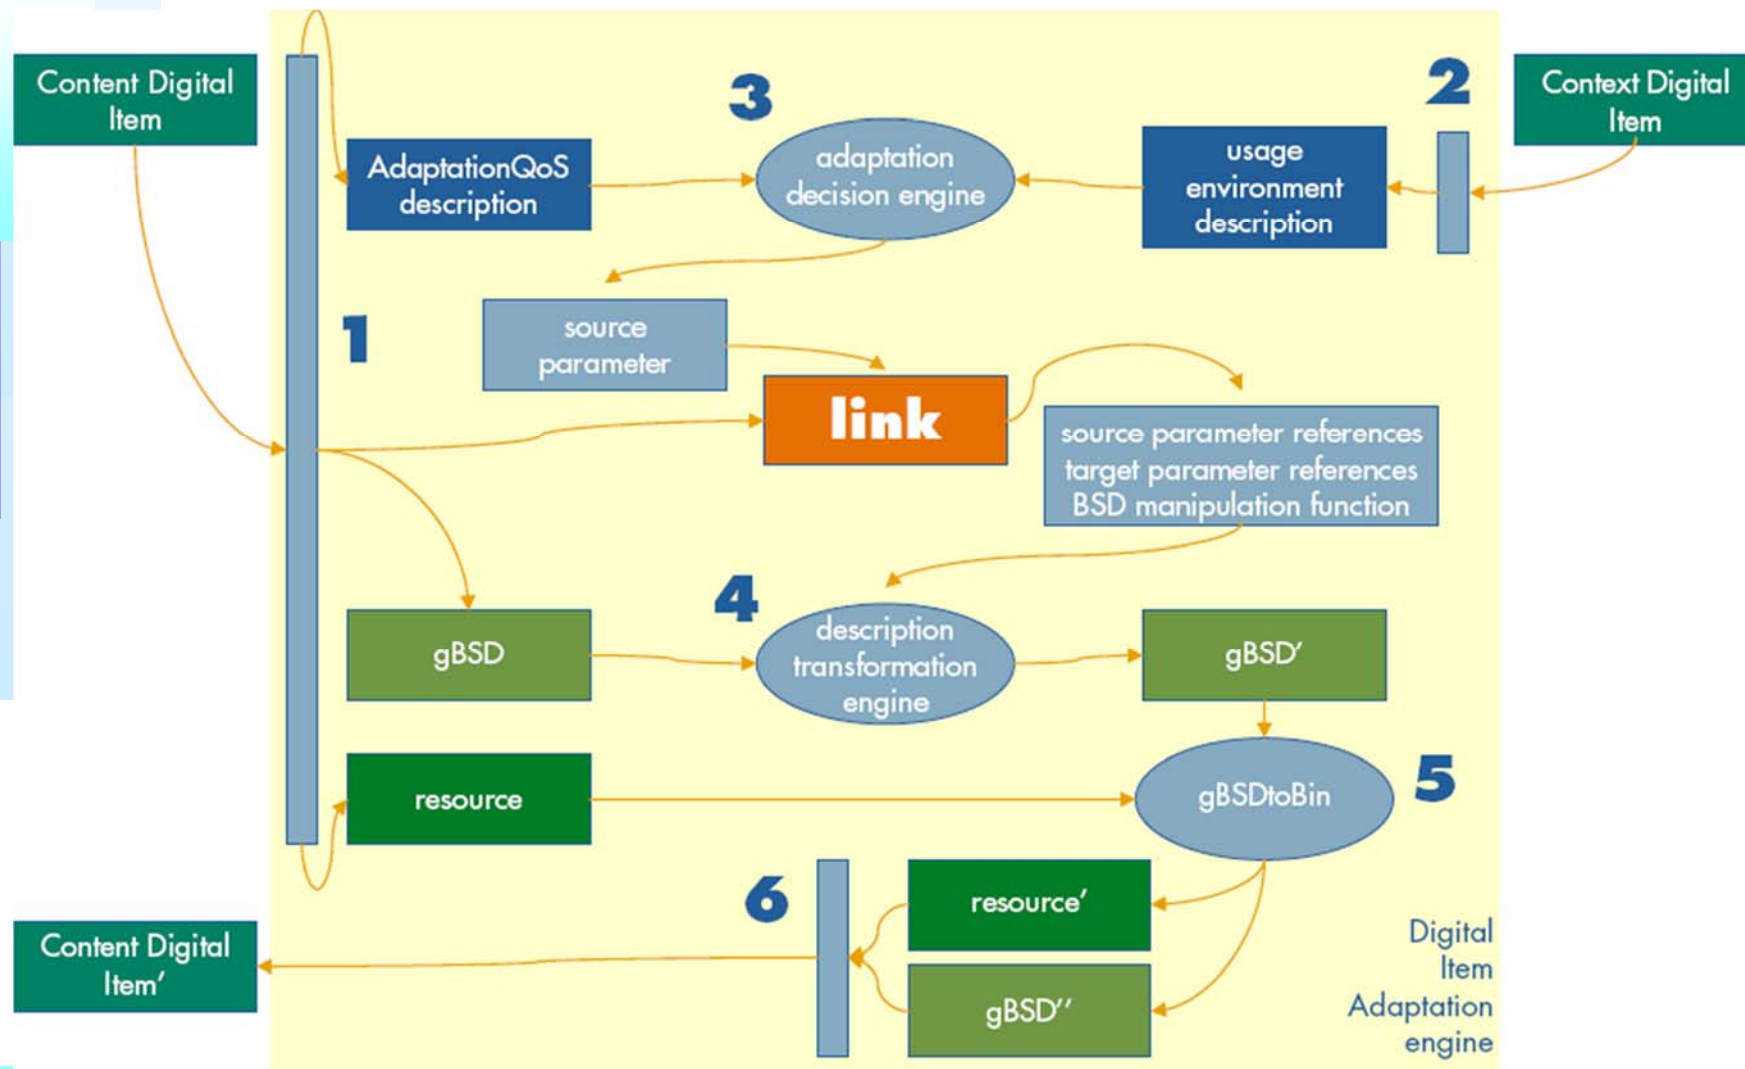 Content Digital
Item
3
2
Context Digital
Item
AdaptationQoS
description
adaptation
decision engine
usage
environment
description
1
source
parameter
link
source parameter references
target parameter references
BSD manipulation function
4
gBSD
description
transformation
engine
gBSD′
resource
gBSDtoBin
5
6
resource′
gBSD′′
Content Digital
Item′
Digital
Item
Adaptation
engine